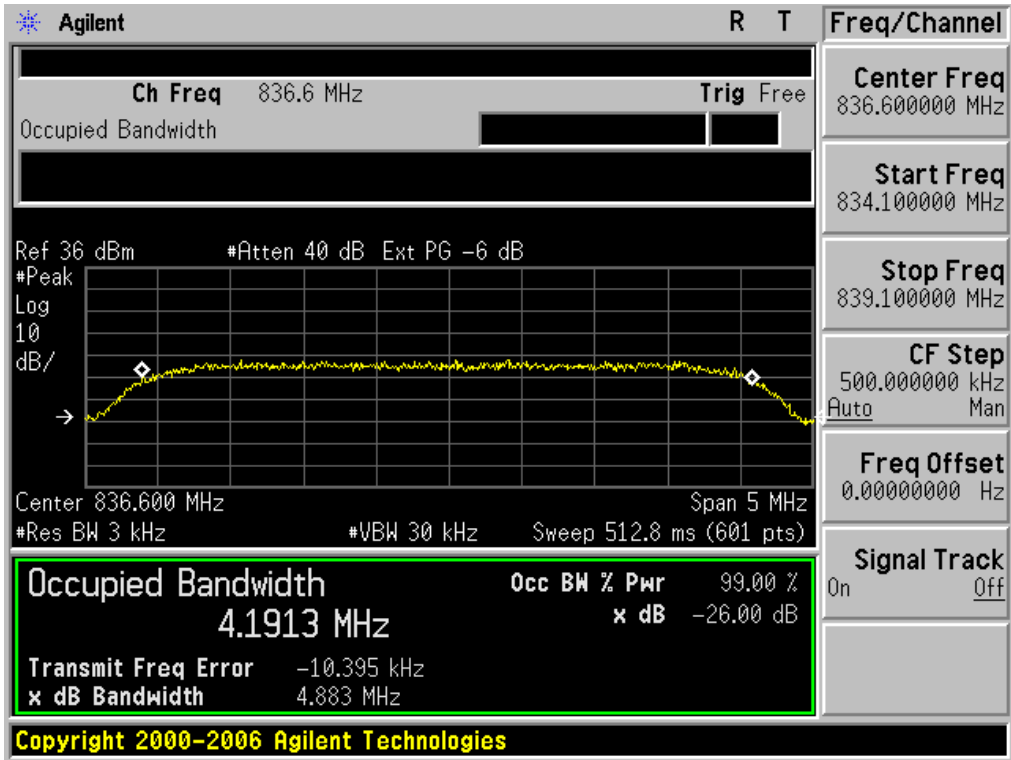 Agilent R T
Freq/Channel
Ch Freq 836.6 MHz Trig Free
Occupied Bandwidth
Center Freq
836.600000 MHz
Start Freq
834.100000 MHz
Stop Freq
839.100000 MHz
CF Step
500.000000 kHz
Auto Man
Freq Offset
0.00000000 Hz
Signal Track
On Off
Ref 36 dBm #Atten 40 dB Ext PG -6 dB
#Peak
Log
10
dB/
Center 836.600 MHz Span 5 MHz
#Res BW 3 kHz #VBW 30 kHz Sweep 512.8 ms (601 pts)
Occupied Bandwidth Occ BW % Pwr 99.00 %
4.1913 MHz x dB -26.00 dB
Transmit Freq Error -10.395 kHz
x dB Bandwidth 4.883 MHz
Copyright 2000-2006 Agilent Technologies